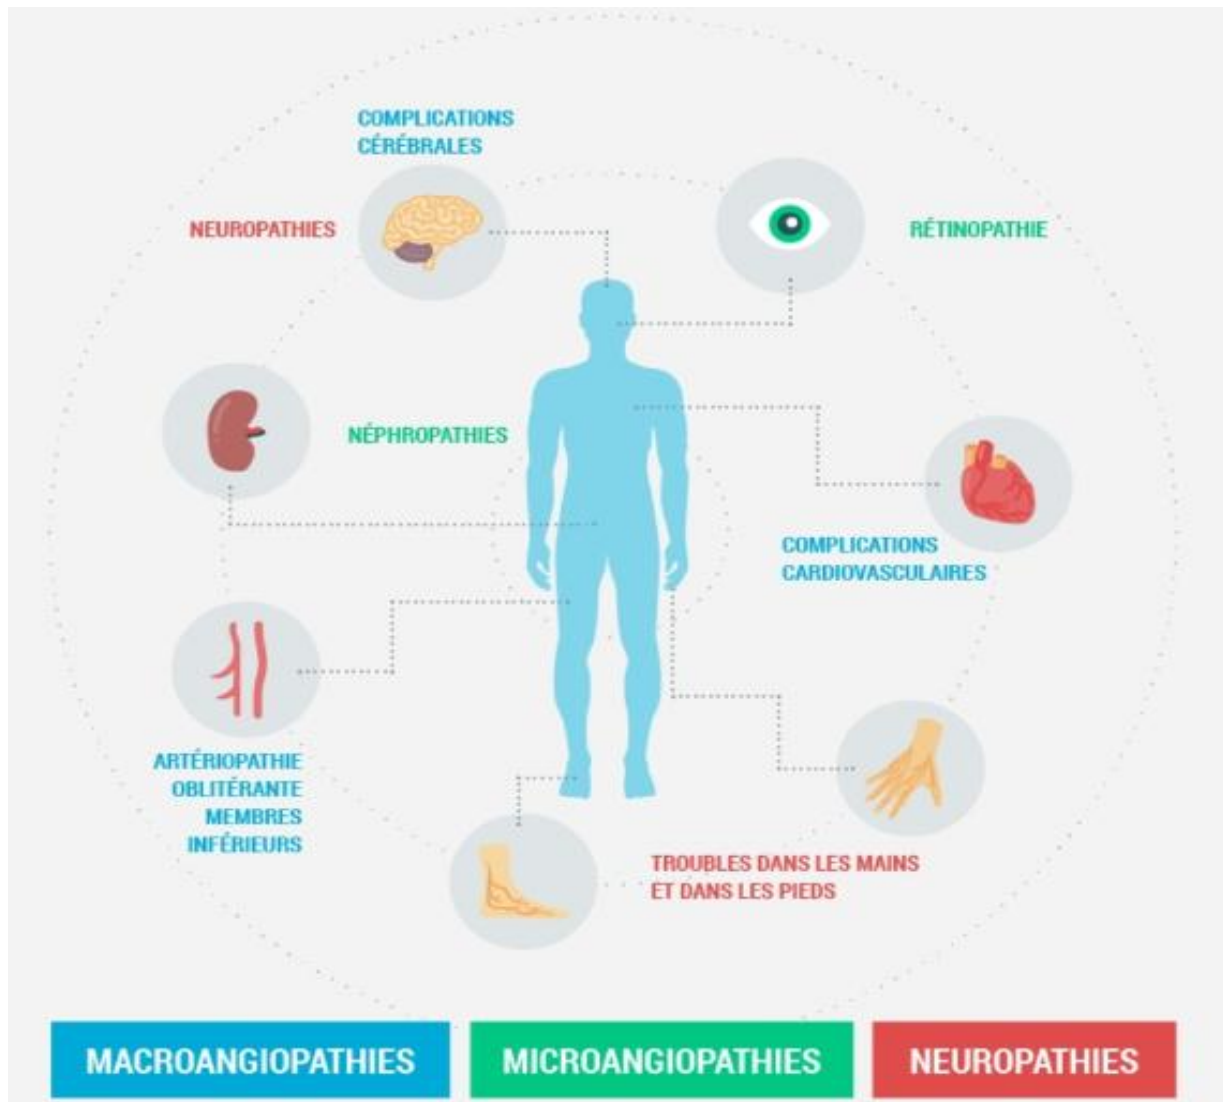 COMPLICATIONS
CÉRÉBRALES
NEUROPATHIES
RÉTINOPATHIE
NÉPHROPATHIES
COMPLICATIONS
CARDIOVASCULAIRES
ARTÉRIOPATHIE
OBLITÉRANTE
MEMBRES
INFÉRIEURS
TROUBLES DANS LES MAINS
ET DANS LES PIEDS
MACROANGIOPATHIES
MICROANGIOPATHIES
NEUROPATHIES